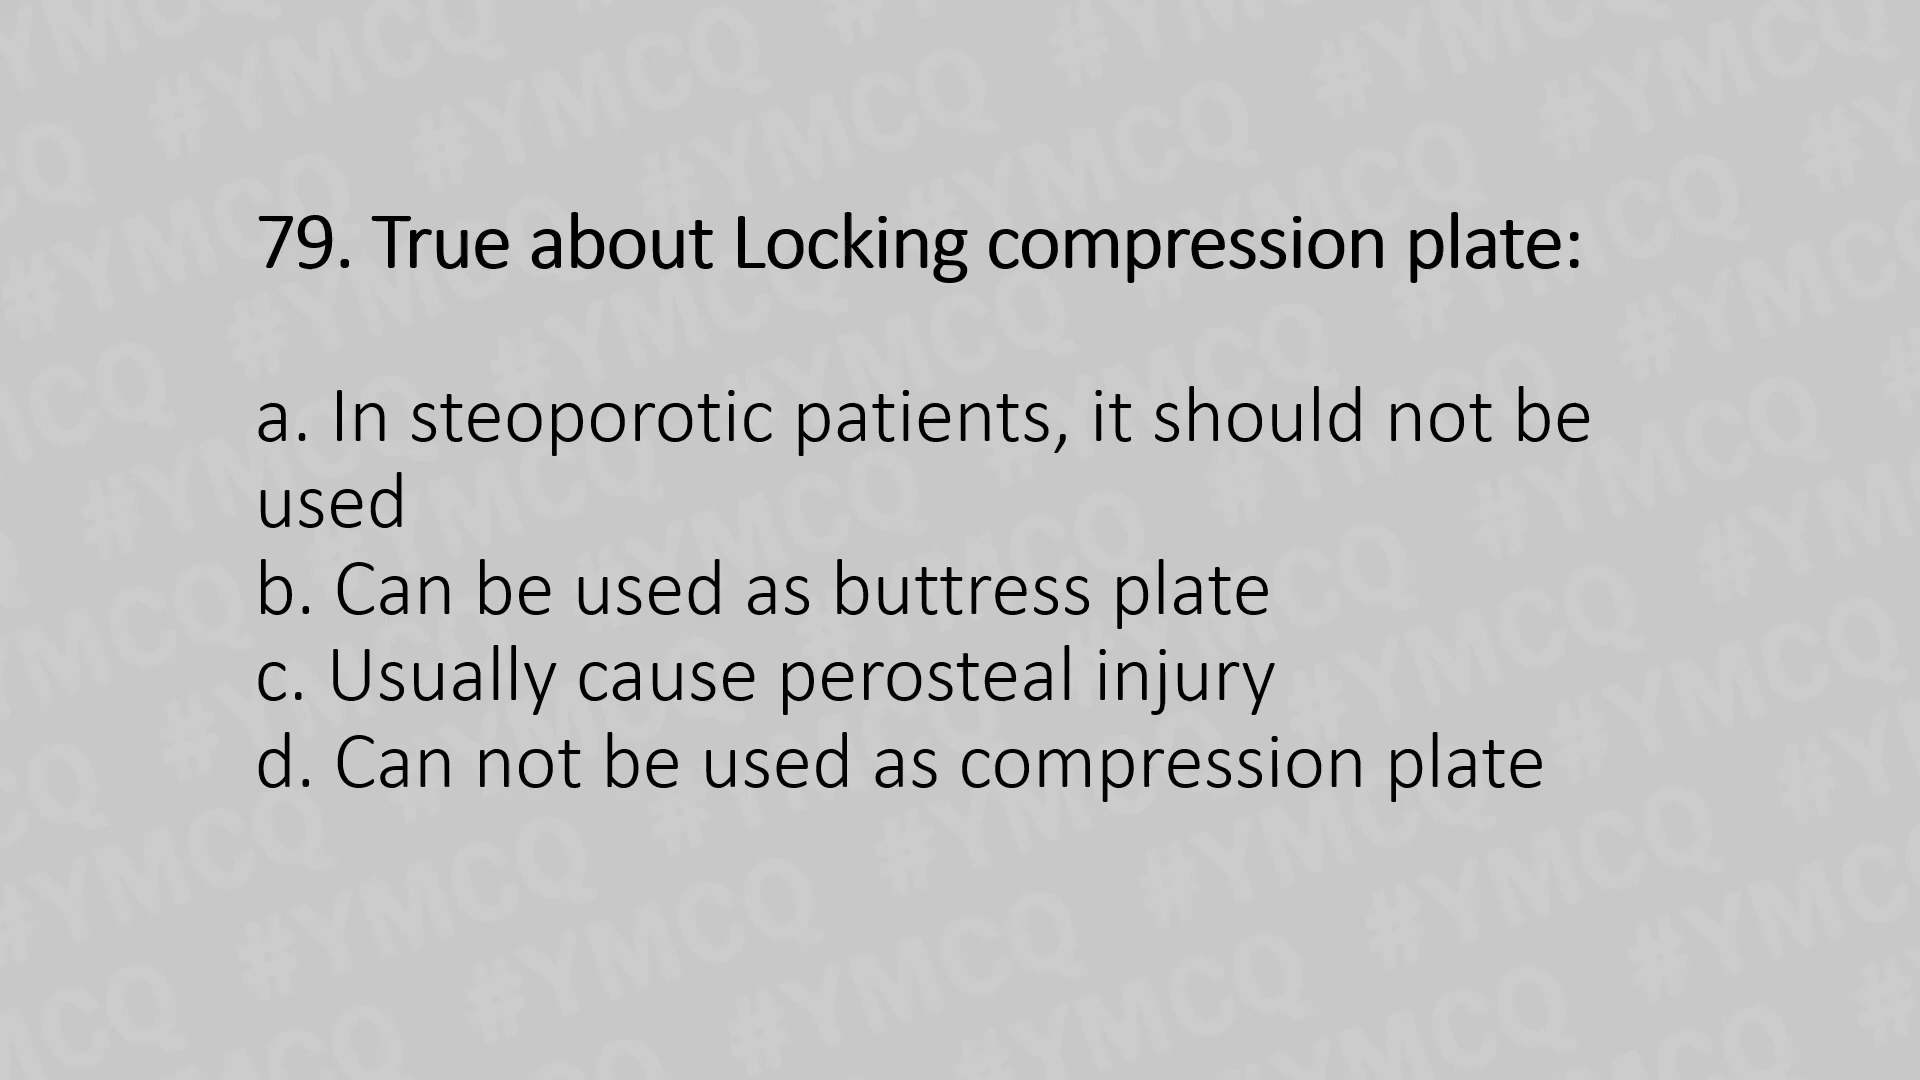 79. True about Locking compression plate:
a. In steoporotic patients, it should not be
used
b. Can be used as buttress plate
c. Usually cause perosteal injury
d. Can not be used as compression plate
#YMCQ